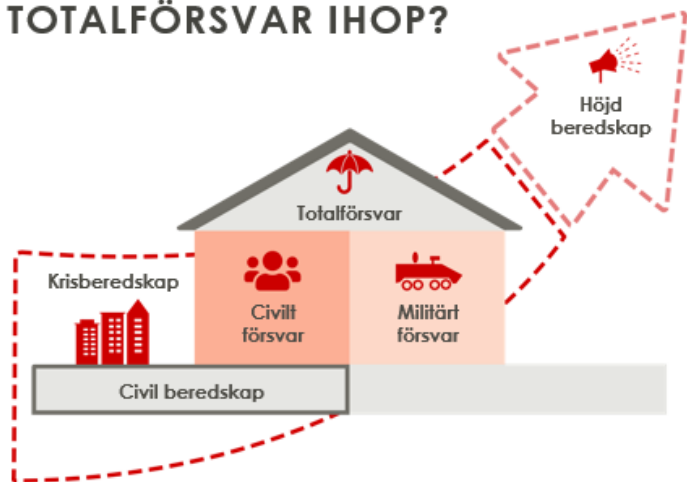 TOTALFÖRSVAR IHOP?
Höjd
beredskap
Totalförsvar
Krisberedskap
Civilt
försvar
Militärt
försvar
Civil beredskap